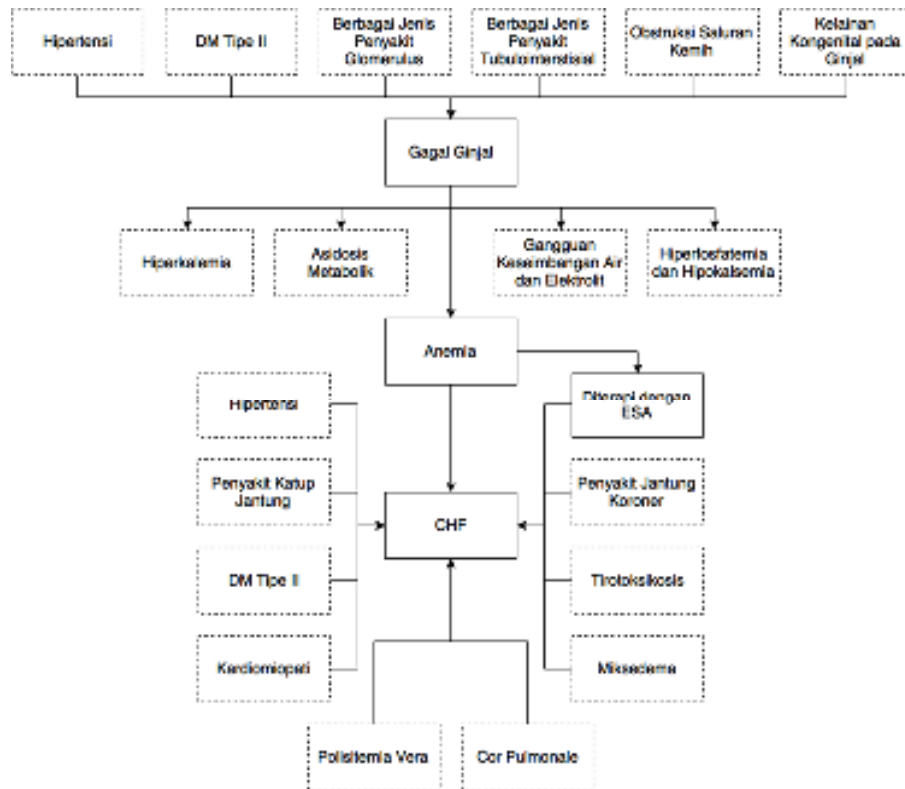 Hipertensi
DM Tipe II
Berbagai Jenis
Penyakit
Glomerulus
Berbagai Jenis
Penyakit
Tubulointerstisial
Obstruksi Saluran
Kemih
Kelainan
Kongenital pada
Ginjal
Gagal Ginjal
Hiperkalemia
Asidosis
Metabolik
Gangguan
Keseimbangan Air
dan Elektrolit
Hiperfosfatemia
dan Hipokalsemia
Anemia
Hipertensi
Diterapi dengan
ESA
Penyakit Katup
Jantung
Penyakit Jantung
Koroner
CHF
DM Tipe II
Tirotoksikosis
Kardiomiopati
Miksedema
Polisitemia Vera
Cor Pulmonale